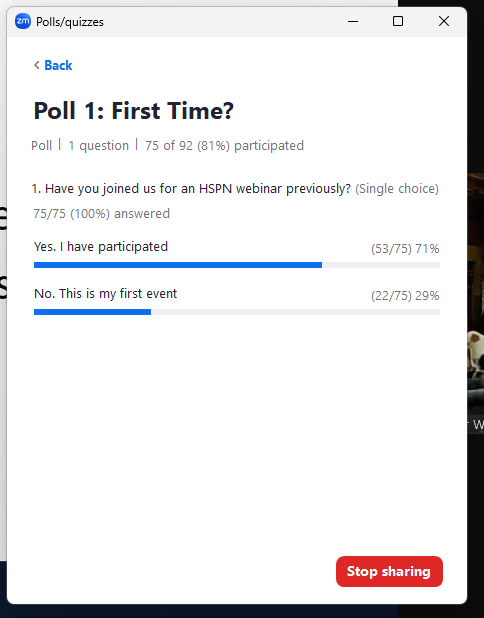 zm Polls/quizzes
Back
Poll 1: First Time?
Poll | 1 question | 75 of 92 (81%) participated
1. Have you joined us for an HSPN webinar previously? (Single choice)
75/75 (100%) answered
Yes. I have participated (53/75) 71%
No. This is my first event (22/75) 29%
Stop sharing